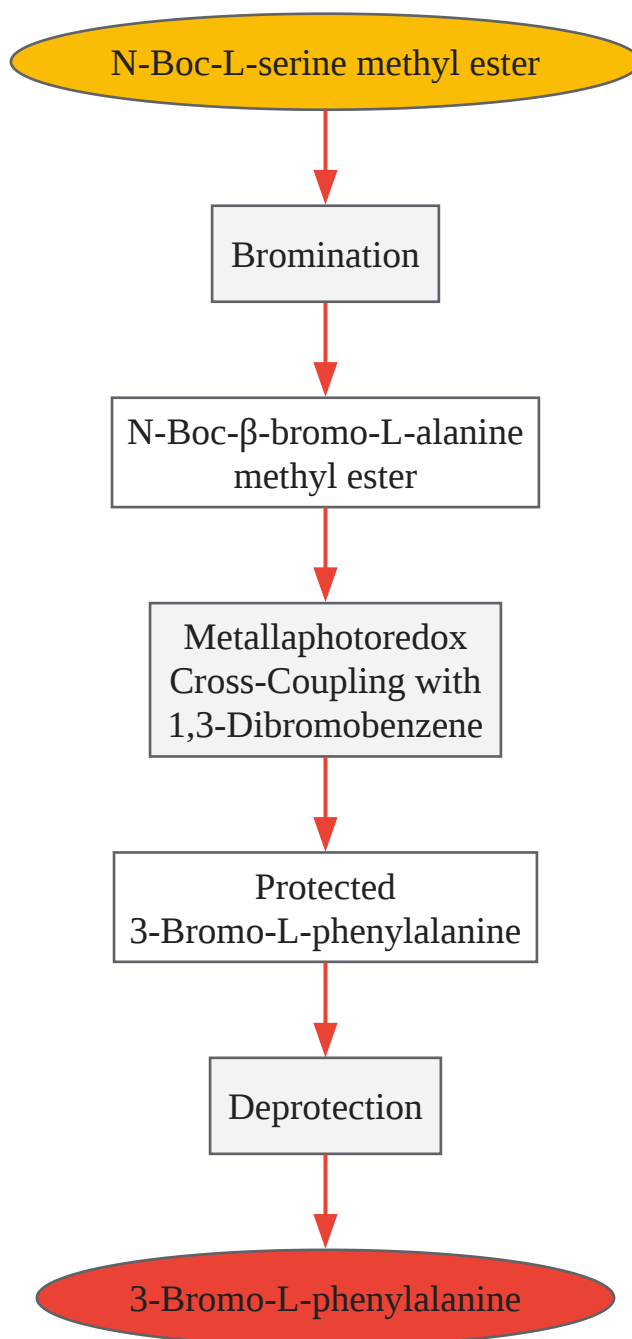 N-Boc-L-serine methyl ester
Bromination
N-Boc-β-bromo-L-alanine
methyl ester
Metallaphotoredox
Cross-Coupling with
1,3-Dibromobenzene
Protected
3-Bromo-L-phenylalanine
Deprotection
3-Bromo-L-phenylalanine